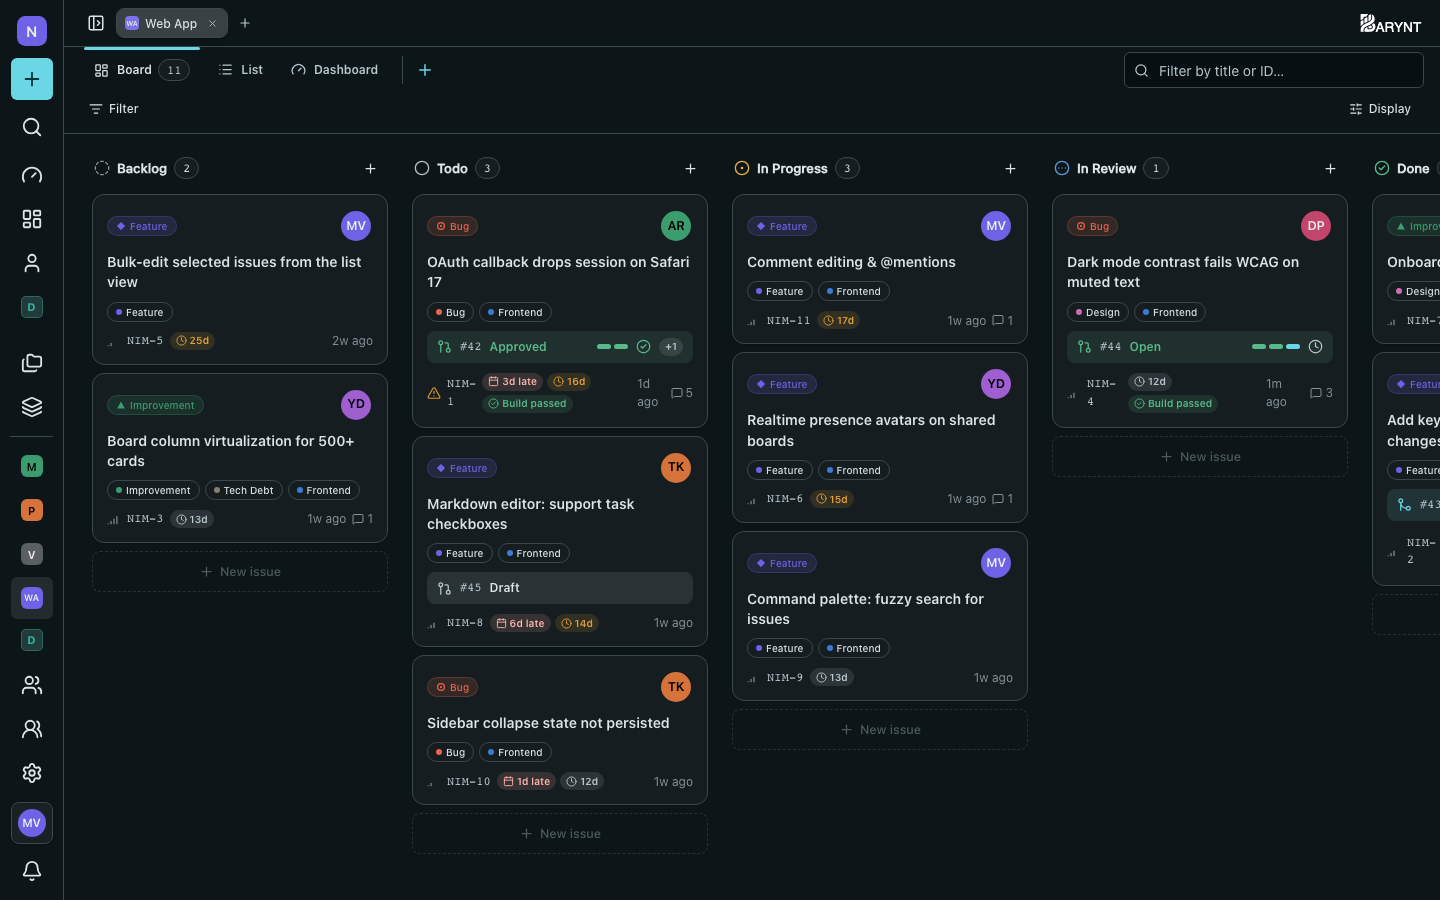 N
WA Web App
BARYNT
Board 11 List Dashboard
Filter by title or ID...
Filter
Display
Backlog 2
Feature MV
Bulk-edit selected issues from the list
view
Feature
NIM-5 25d 2w ago
Improvement YD
Board column virtualization for 500+
cards
Improvement Tech Debt Frontend
NIM-3 13d 1w ago 1
New issue
Todo 3
Bug AR
OAuth callback drops session on Safari
17
Bug Frontend
#42 Approved +1
NIM-1 3d late 16d 1d ago 5
Build passed
Feature TK
Markdown editor: support task
checkboxes
Feature Frontend
#45 Draft
NIM-8 6d late 14d 1w ago
Bug TK
Sidebar collapse state not persisted
Bug Frontend
NIM-10 1d late 12d 1w ago
New issue
In Progress 3
Feature MV
Comment editing & @mentions
Feature Frontend
NIM-11 17d 1w ago 1
Feature YD
Realtime presence avatars on shared
boards
Feature Frontend
NIM-6 15d 1w ago 1
Feature MV
Command palette: fuzzy search for
issues
Feature Frontend
NIM-9 13d 1w ago
New issue
In Review 1
Bug DP
Dark mode contrast fails WCAG on
muted text
Design Frontend
#44 Open
NIM-4 12d 1m ago 3
Build passed
New issue
Done
Design
Add key
changes
Feature
#43
NIM-2
D
M
P
V
WA
D
MV